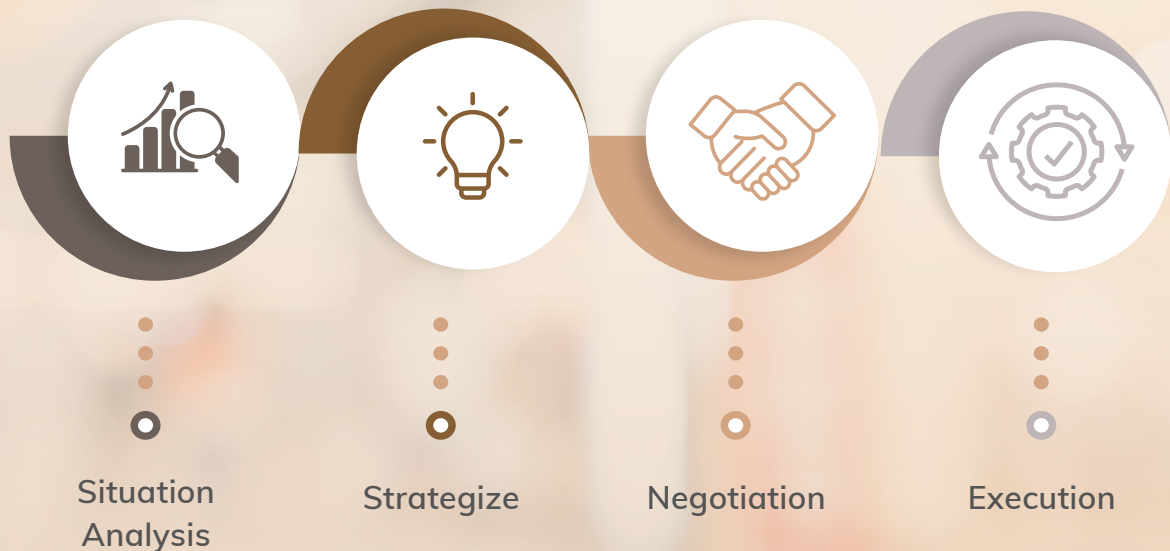 Situation
Analysis
Strategize
Negotiation
Execution